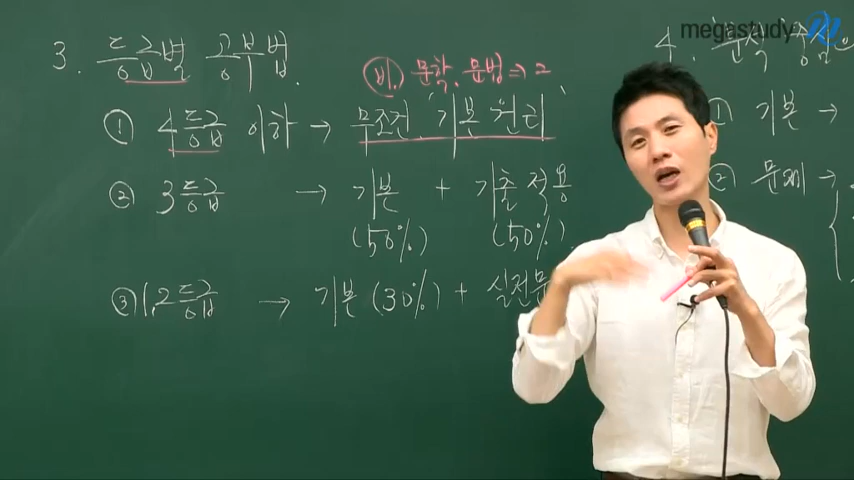 megastudy
3. 등급별 공부법.
비. 문학, 문법 => 2
① 4등급 이하 → 무조건, 기본 원리
② 3등급 → 기본 + 기출 적용
(50%) (50%).
③ 1,2등급 → 기본 (30%) + 실전문
4.
① 기본 →
② 문제 →